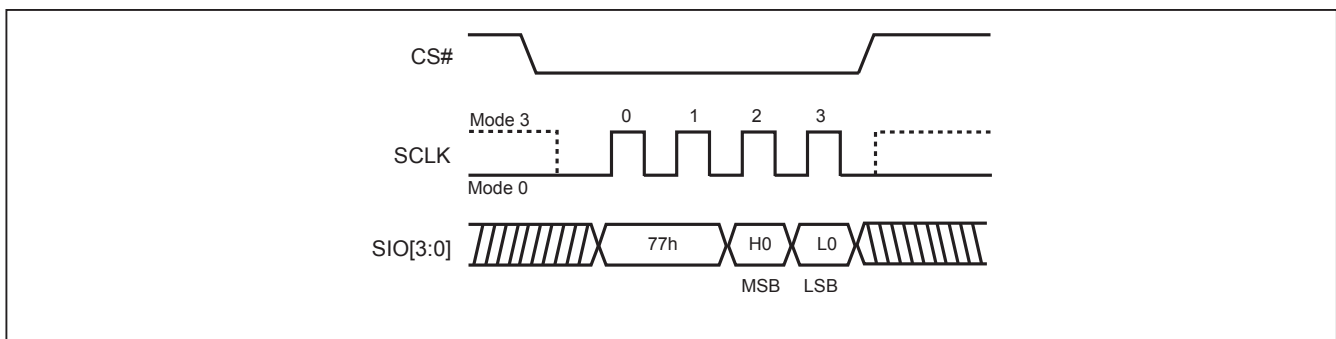 CS#
Mode 3
0 1 2 3
SCLK
Mode 0
SIO[3:0]
77h H0 L0
MSB LSB